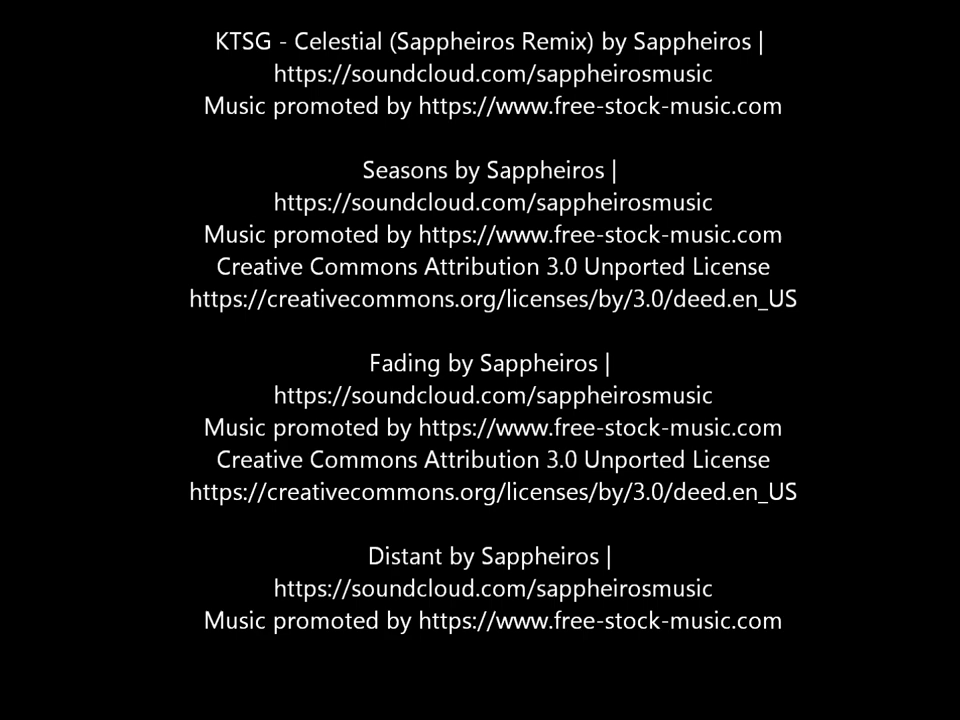 KTSG - Celestial (Sappheiros Remix) by Sappheiros |
https://soundcloud.com/sappheirosmusic
Music promoted by https://www.free-stock-music.com
Seasons by Sappheiros |
https://soundcloud.com/sappheirosmusic
Music promoted by https://www.free-stock-music.com
Creative Commons Attribution 3.0 Unported License
https://creativecommons.org/licenses/by/3.0/deed.en_US
Fading by Sappheiros |
https://soundcloud.com/sappheirosmusic
Music promoted by https://www.free-stock-music.com
Creative Commons Attribution 3.0 Unported License
https://creativecommons.org/licenses/by/3.0/deed.en_US
Distant by Sappheiros |
https://soundcloud.com/sappheirosmusic
Music promoted by https://www.free-stock-music.com